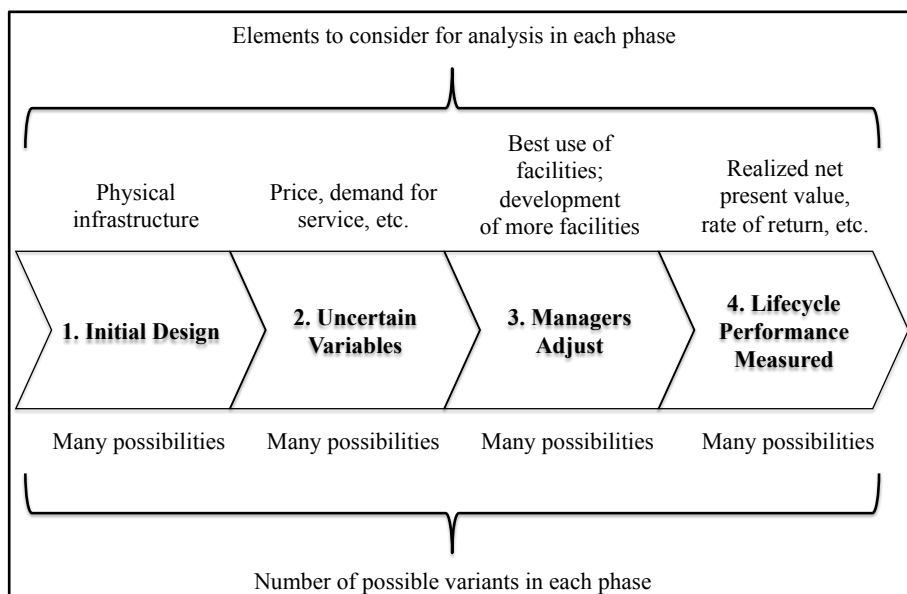 Elements to consider for analysis in each phase
Physical
infrastructure
Price, demand for
service, etc.
Best use of
facilities;
development
of more facilities
Realized net
present value,
rate of return, etc.
1. Initial Design
2. Uncertain
Variables
3. Managers
Adjust
4. Lifecycle
Performance
Measured
Many possibilities
Many possibilities
Many possibilities
Many possibilities
Number of possible variants in each phase